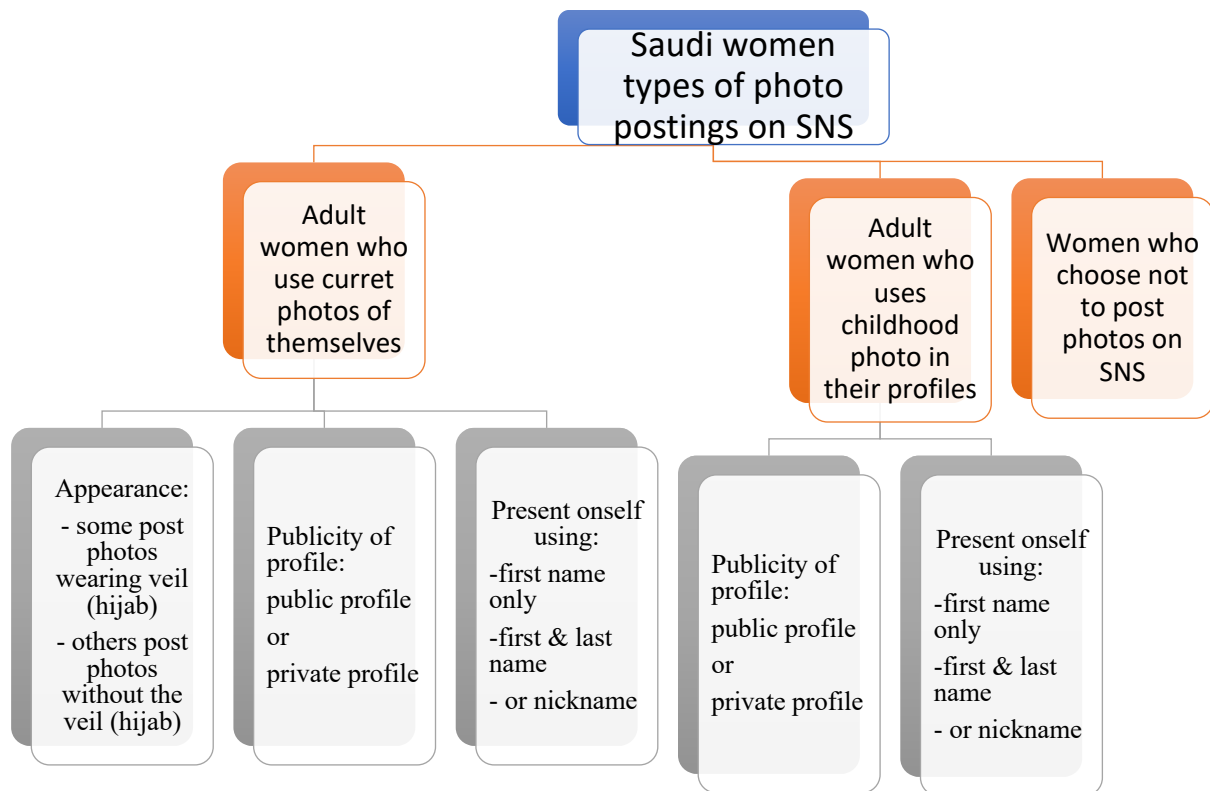 Saudi women
types of photo
postings on SNS
Adult
women who
use curret
photos of
themselves
Adult
women who
uses
childhood
photo in
their profiles
Women who
choose not
to post
photos on
SNS
Appearance:
- some post
photos
wearing veil
(hijab)
- others post
photos
without the
veil (hijab)
Publicity of
profile:
public profile
or
private profile
Present onself
using:
-first name
only
-first & last
name
- or nickname
Publicity of
profile:
public profile
or
private profile
Present onself
using:
-first name
only
-first & last
name
- or nickname